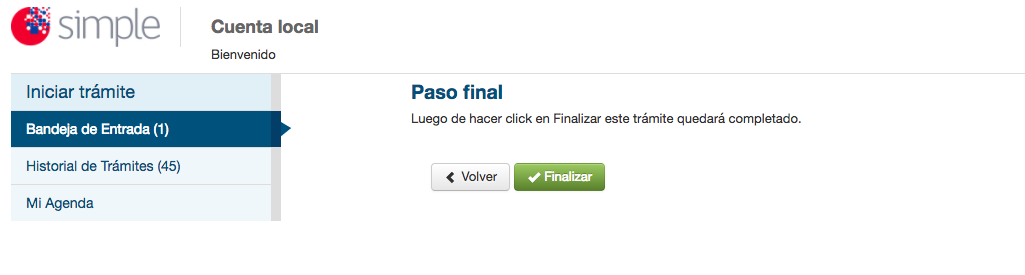 simple
Cuenta local
Bienvenido
Iniciar trámite
Bandeja de Entrada (1)
Historial de Trámites (45)
Mi Agenda
Paso final
Luego de hacer click en Finalizar este trámite quedará completado.
Volver
Finalizar